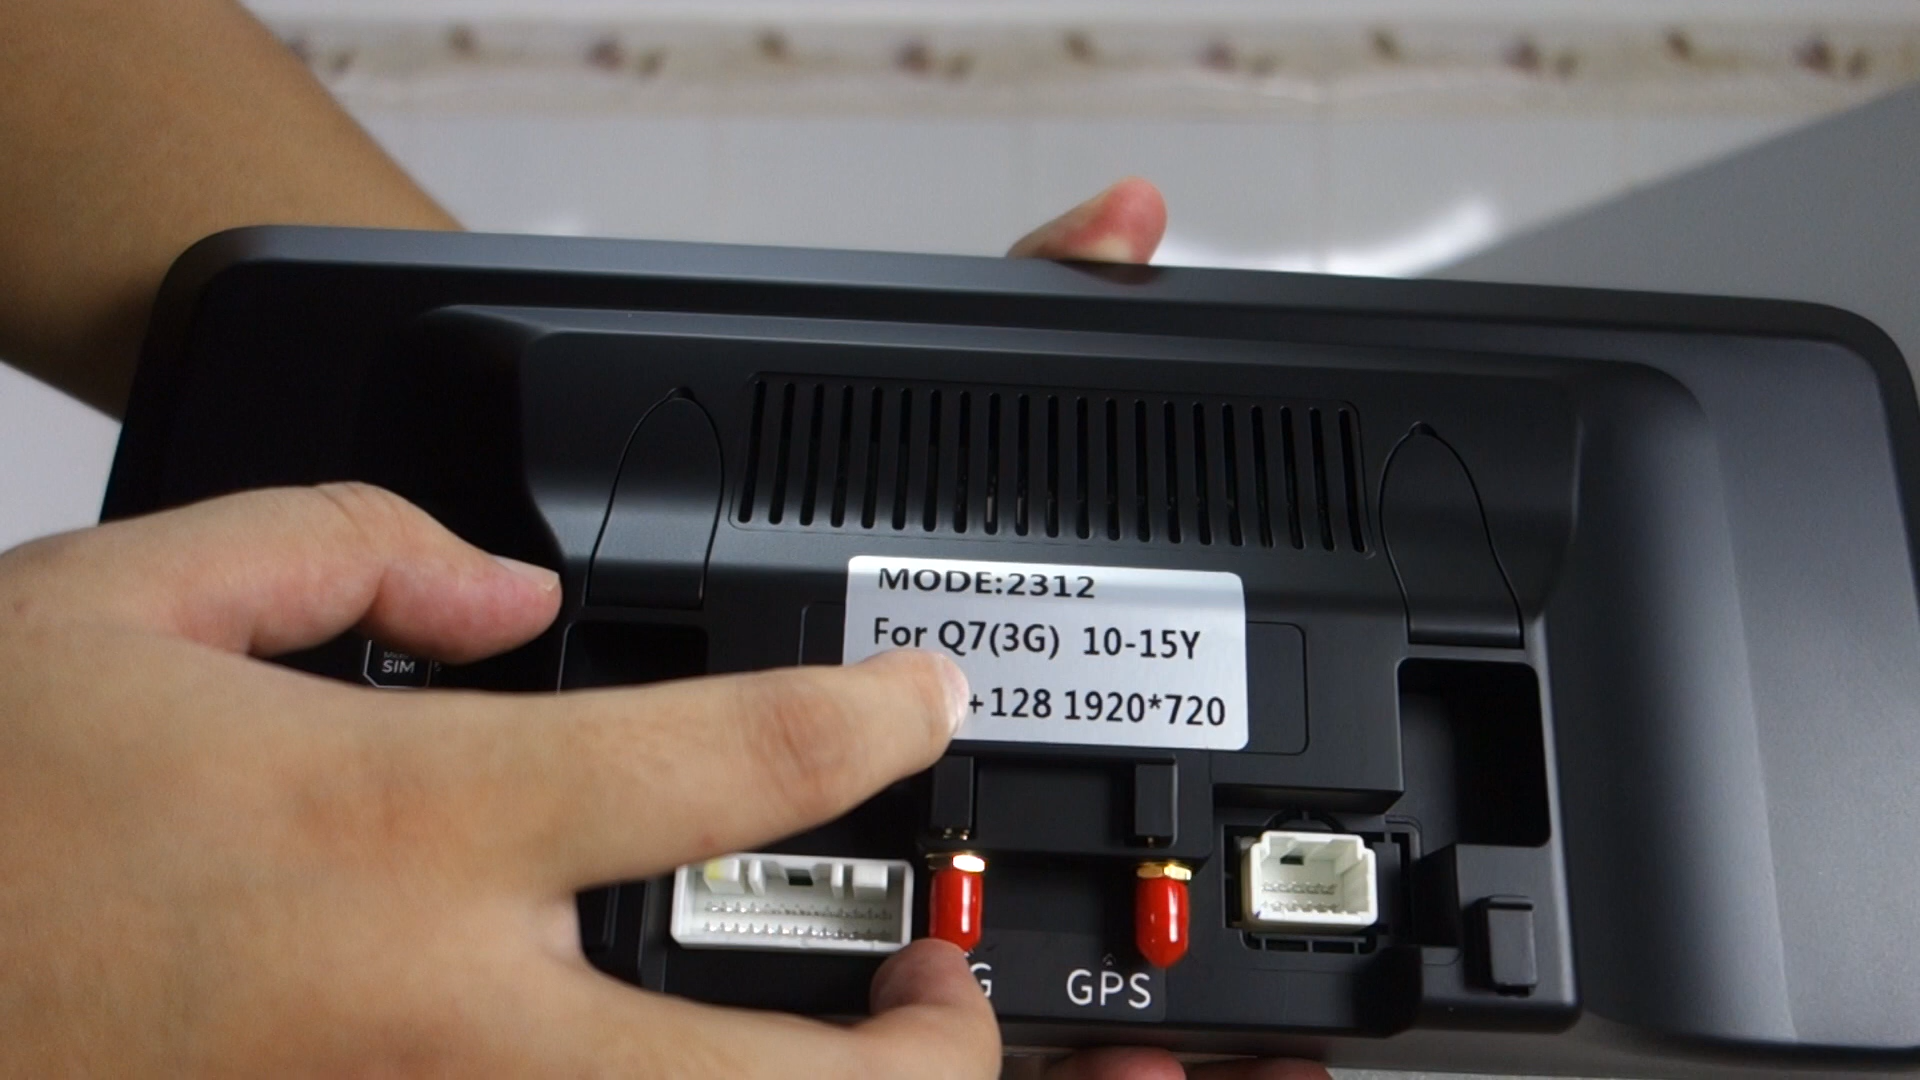 MODE:2312
For Q7(3G) 10-15Y
+128 1920*720
SIM
G
GPS